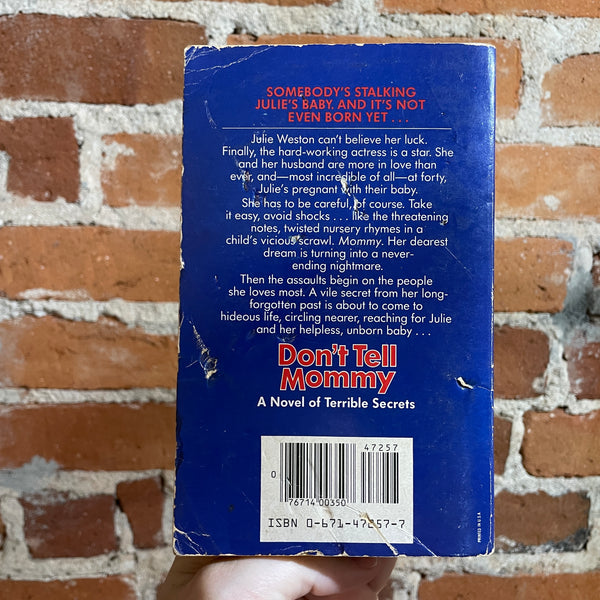 SOMEBODY'S STALKING
JULIE'S BABY. AND IT'S NOT
EVEN BORN YET . . .
Julie Weston can't believe her luck.
Finally, the hard-working actress is a star. She
and her husband are more in love than
ever, and—most incredible of all—at forty,
Julie's pregnant with their baby.
She has to be careful, of course. Take
it easy, avoid shocks . . . like the threatening
notes, twisted nursery rhymes in a
child's vicious scrawl. Mommy. Her dearest
dream is turning into a never-
ending nightmare.
Then the assaults begin on the people
she loves most. A vile secret from her long-
forgotten past is about to come to
hideous life, circling nearer, reaching for Julie
and her helpless, unborn baby . . .
Don't Tell
Mommy
A Novel of Terrible Secrets
47257
0
76714 00350
ISBN 0-671-47257-7
PRINTED IN U.S.A.